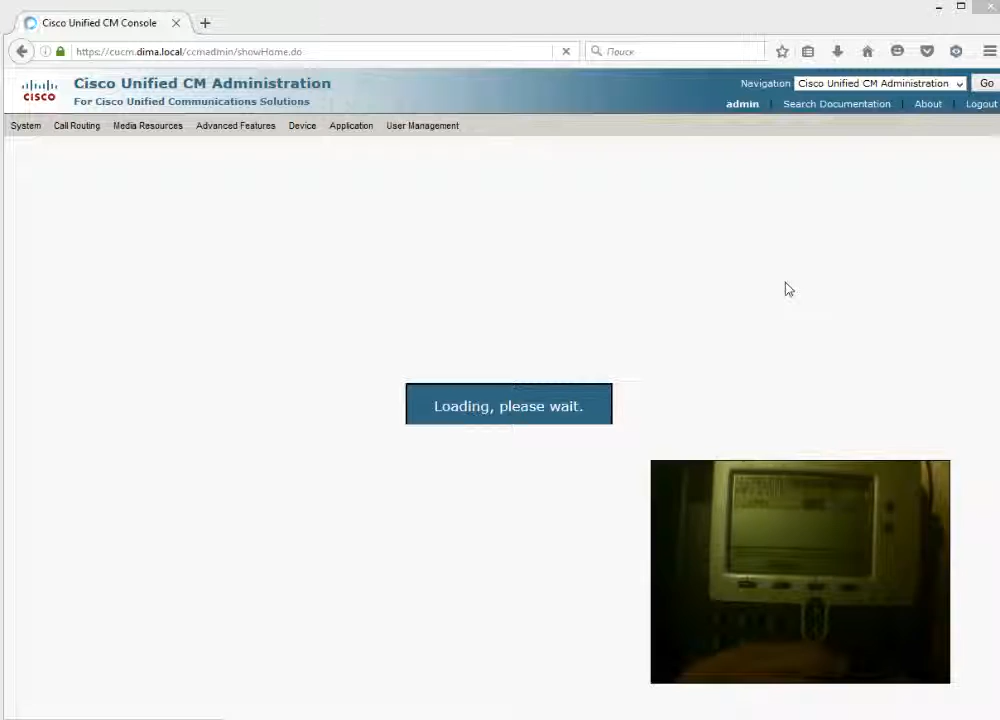 Cisco Unified CM Console
https://cucm.dima.local/ccmadmin/showHome.do
Поиск
CISCO
Cisco Unified CM Administration
For Cisco Unified Communications Solutions
Navigation Cisco Unified CM Administration Go
admin | Search Documentation | About | Logout
System Call Routing Media Resources Advanced Features Device Application User Management
Loading, please wait.